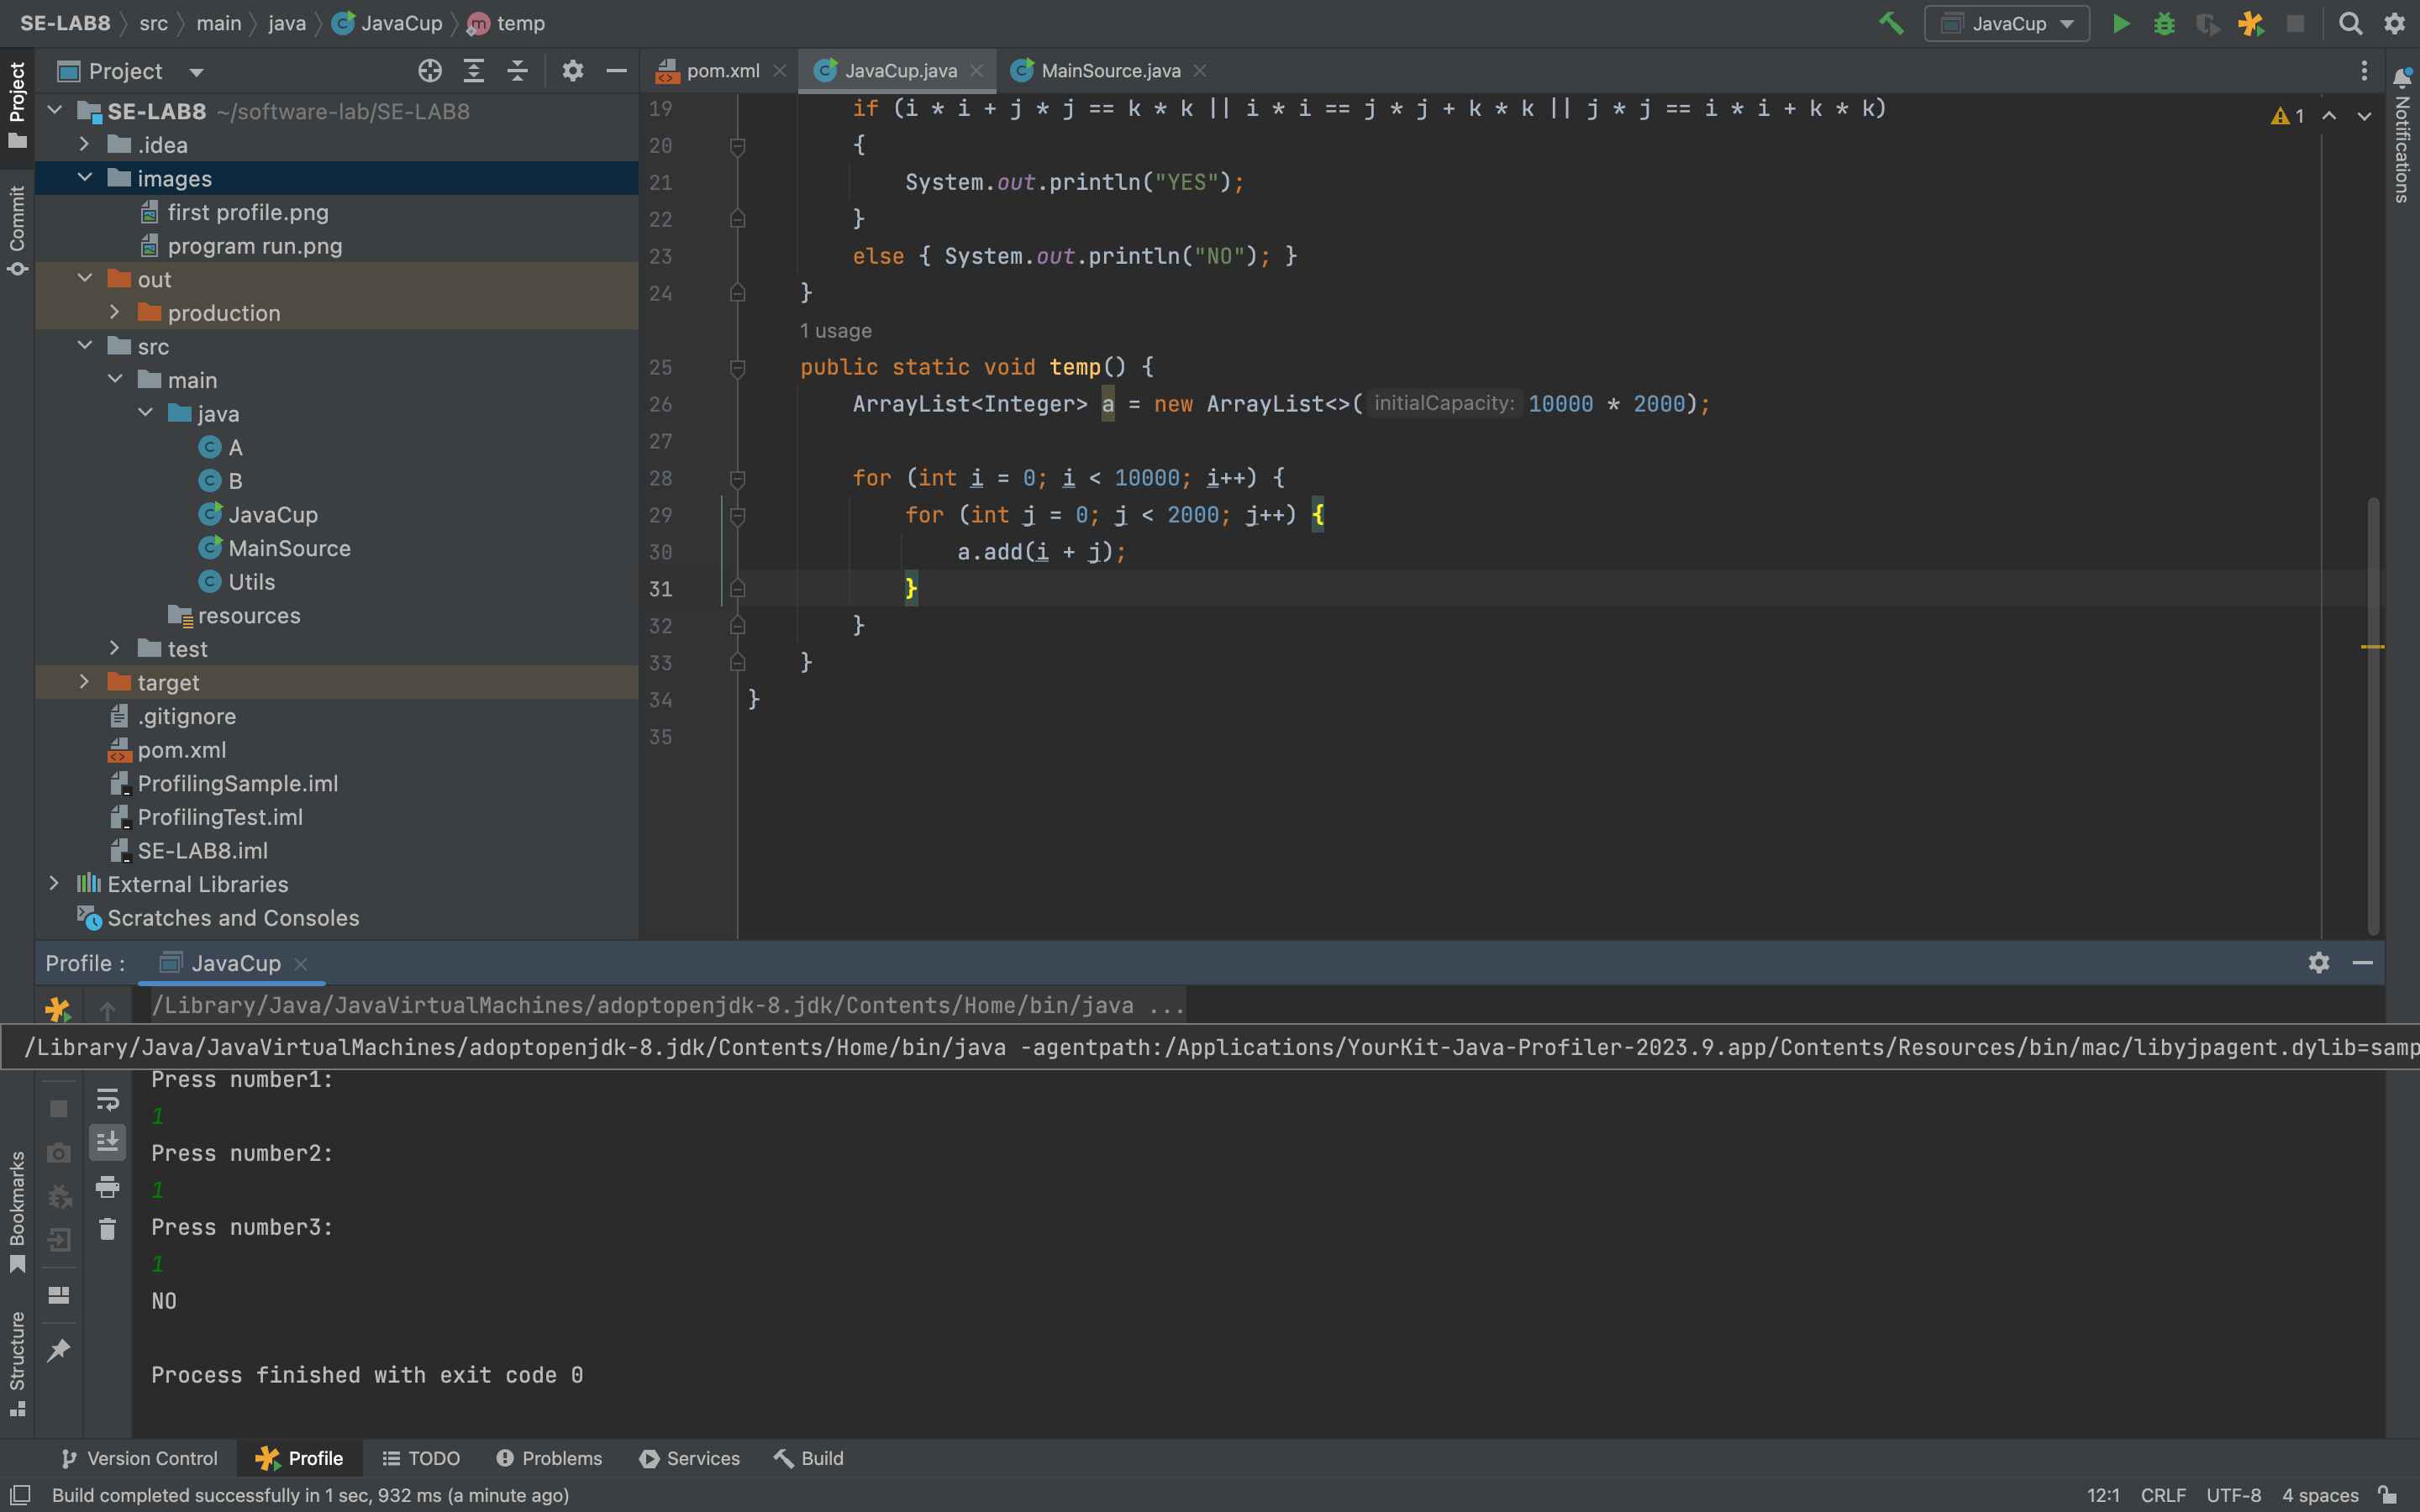 SE-LAB8 src main java JavaCup temp
JavaCup
Project
pom.xml JavaCup.java MainSource.java
SE-LAB8 ~/software-lab/SE-LAB8
.idea
images
first profile.png
program run.png
out
production
src
main
java
A
B
JavaCup
MainSource
Utils
resources
test
target
.gitignore
pom.xml
ProfilingSample.iml
ProfilingTest.iml
SE-LAB8.iml
External Libraries
Scratches and Consoles
Project
Commit
Bookmarks
Structure
Notifications
1
19 if (i * i + j * j == k * k || i * i == j * j + k * k || j * j == i * i + k * k)
20 {
21 System.out.println("YES");
22 }
23 else { System.out.println("NO"); }
24 }
1 usage
25 public static void temp() {
26 ArrayList<Integer> a = new ArrayList<>( initialCapacity: 10000 * 2000);
27
28 for (int i = 0; i < 10000; i++) {
29 for (int j = 0; j < 2000; j++) {
30 a.add(i + j);
31 }
32 }
33 }
34 }
35
Profile : JavaCup
/Library/Java/JavaVirtualMachines/adoptopenjdk-8.jdk/Contents/Home/bin/java ...
/Library/Java/JavaVirtualMachines/adoptopenjdk-8.jdk/Contents/Home/bin/java -agentpath:/Applications/YourKit-Java-Profiler-2023.9.app/Contents/Resources/bin/mac/libyjpagent.dylib=samp
Press number1:
1
Press number2:
1
Press number3:
1
NO
Process finished with exit code 0
Version Control Profile TODO Problems Services Build
Build completed successfully in 1 sec, 932 ms (a minute ago)
12:1 CRLF UTF-8 4 spaces